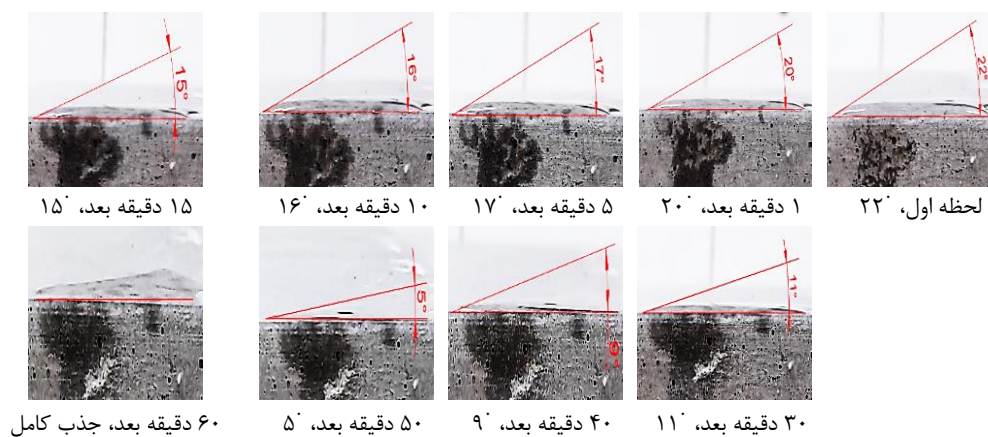 22°
20°
17°
16°
15°
لحظه اول، ۲۲˚
۱ دقیقه بعد، ۲۰˚
۵ دقیقه بعد، ۱۷˚
۱۰ دقیقه بعد، ۱۶˚
۱۵ دقیقه بعد، ۱۵˚
11°
9°
5°
۳۰ دقیقه بعد، ۱۱˚
۴۰ دقیقه بعد، ۹˚
۵۰ دقیقه بعد، ۵˚
۶۰ دقیقه بعد، جذب کامل